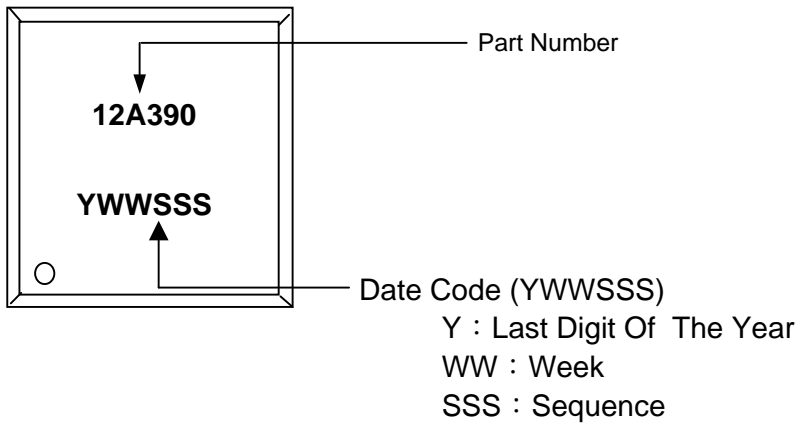 Part Number
12A390
YWWSSS
Date Code (YWWSSS)
Y：Last Digit Of The Year
WW：Week
SSS：Sequence